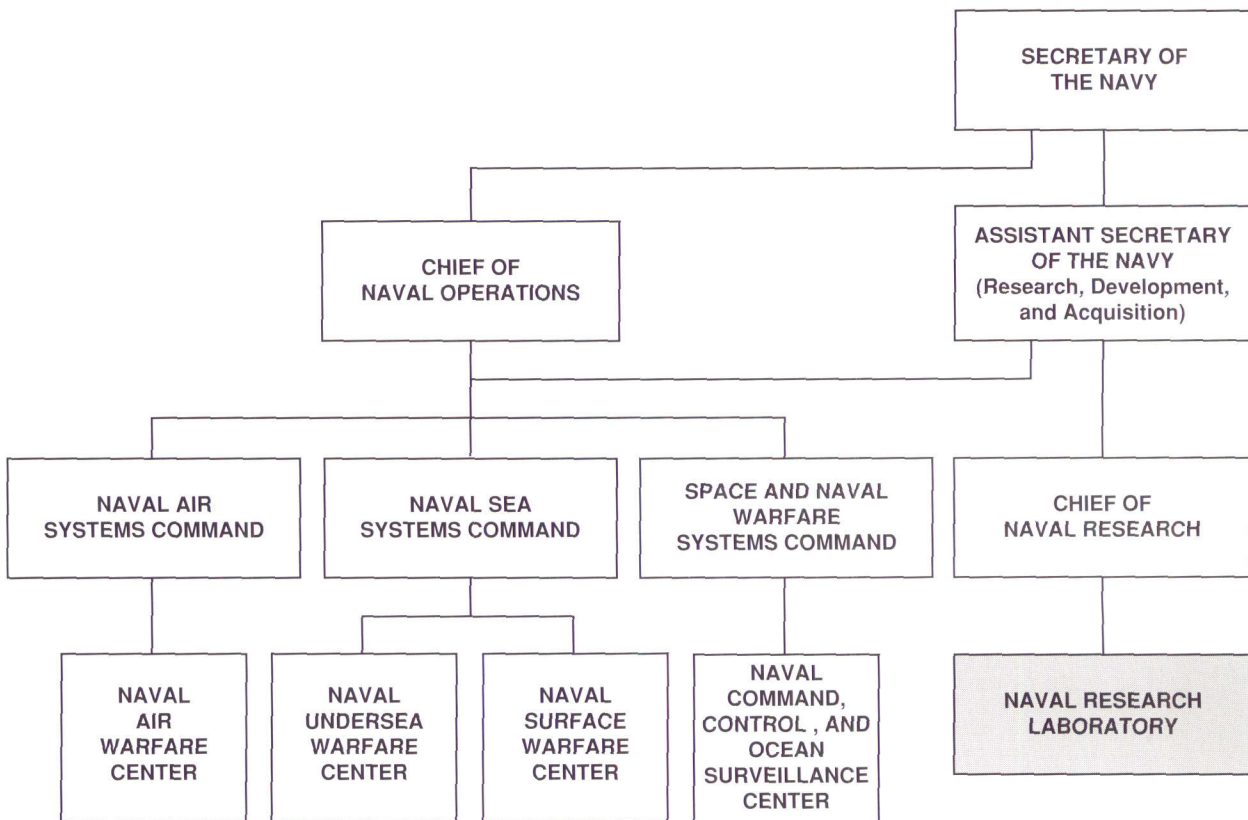 SECRETARY OF
THE NAVY
CHIEF OF
NAVAL OPERATIONS
ASSISTANT SECRETARY
OF THE NAVY
(Research, Development,
and Acquisition)
NAVAL AIR
SYSTEMS COMMAND
NAVAL SEA
SYSTEMS COMMAND
SPACE AND NAVAL
WARFARE
SYSTEMS COMMAND
CHIEF OF
NAVAL RESEARCH
NAVAL
AIR
WARFARE
CENTER
NAVAL
UNDERSEA
WARFARE
CENTER
NAVAL
SURFACE
WARFARE
CENTER
NAVAL
COMMAND,
CONTROL , AND
OCEAN
SURVEILLANCE
CENTER
NAVAL RESEARCH
LABORATORY